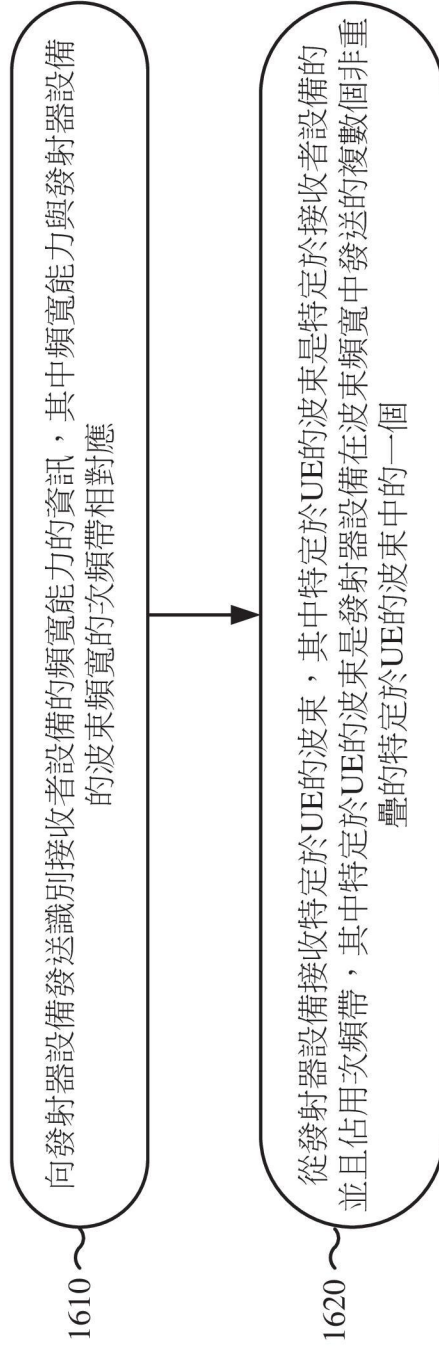 1610
向發射器設備發送識別接收者設備的頻寬能力的資訊，其中頻寬能力與發射器設備
的波束頻寬的次頻帶相對應
1620
從發射器設備接收特定於UE的波束，其中特定於UE的波束是特定於接收者設備的
並且佔用次頻帶，其中特定於UE的波束是發射器設備在波束頻寬中發送的複數個非重
疊的特定於UE的波束中的一個